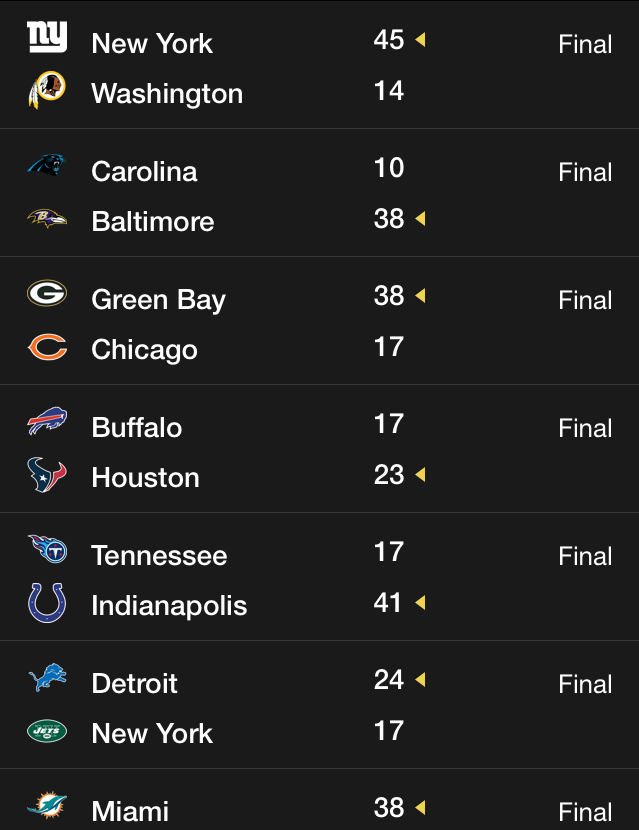 ny New York 45 Final
Washington 14
Carolina 10 Final
B Baltimore 38
G Green Bay 38 Final
C Chicago 17
Buffalo 17 Final
Houston 23
T Tennessee 17 Final
Indianapolis 41
Detroit 24 Final
JETS New York 17
Miami 38 Final